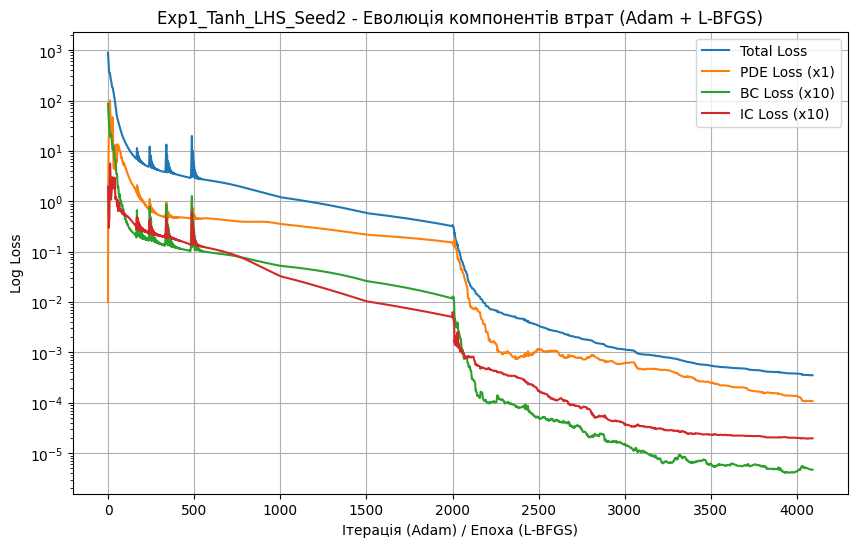 Exp1_Tanh_LHS_Seed2 - Еволюція компонентів втрат (Adam + L-BFGS)
Total Loss
PDE Loss (x1)
BC Loss (x10)
IC Loss (x10)
Log Loss
10³
10²
10¹
10⁰
10⁻¹
10⁻²
10⁻³
10⁻⁴
10⁻⁵
0 500 1000 1500 2000 2500 3000 3500 4000
Ітерація (Adam) / Епоха (L-BFGS)